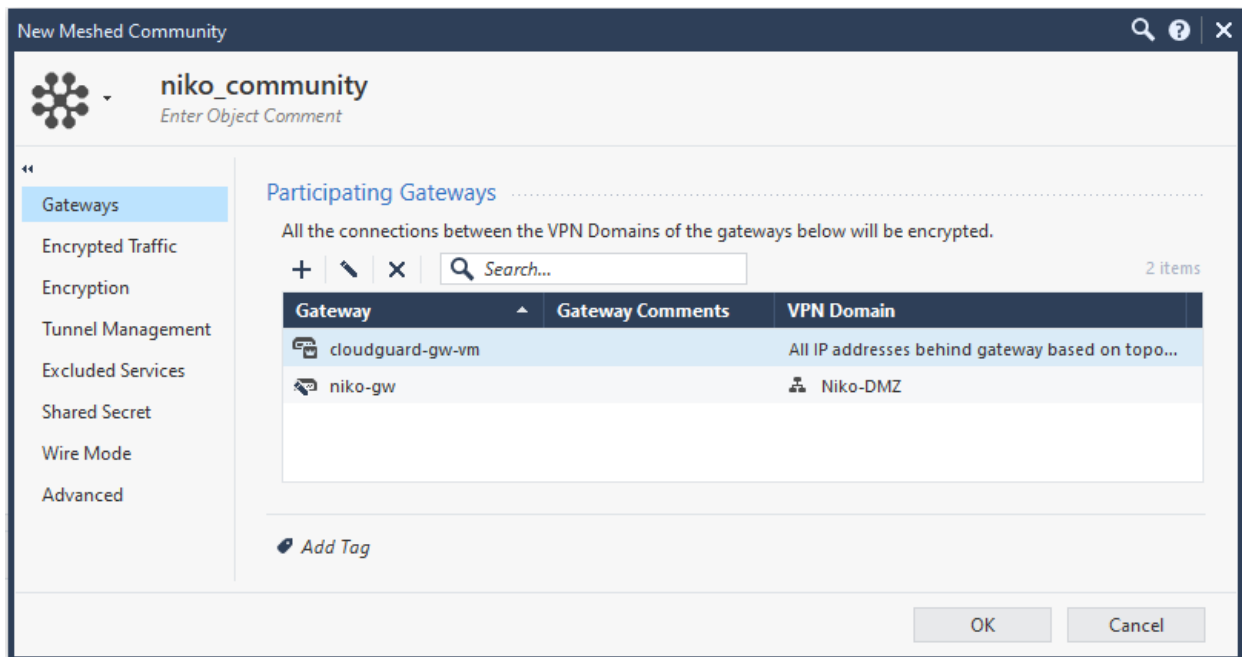 New Meshed Community
niko_community
Enter Object Comment
Gateways
Encrypted Traffic
Encryption
Tunnel Management
Excluded Services
Shared Secret
Wire Mode
Advanced
Participating Gateways
All the connections between the VPN Domains of the gateways below will be encrypted.
Search...
2 items
Gateway Gateway Comments VPN Domain
cloudguard-gw-vm All IP addresses behind gateway based on topo...
niko-gw Niko-DMZ
Add Tag
OK Cancel